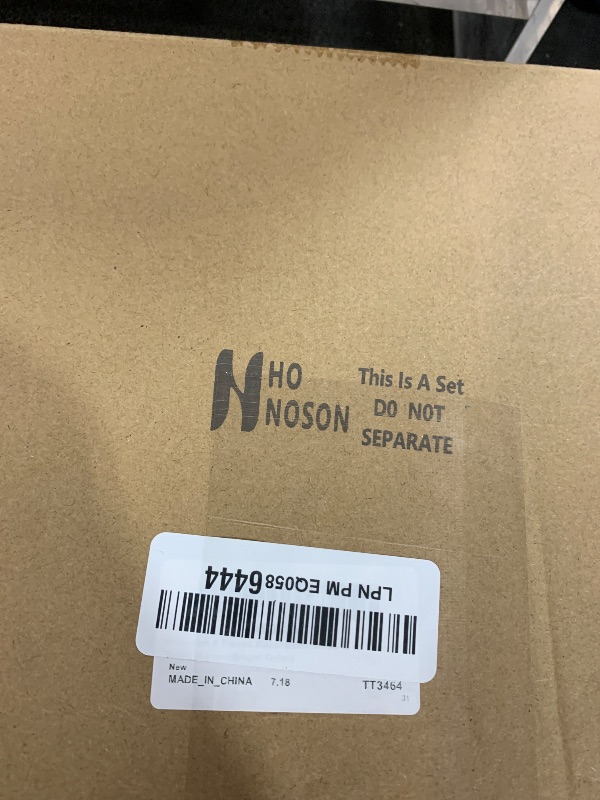 N HO
NOSON
This Is A Set
DO NOT
SEPARATE
LPN PM EQ0586444
New
MADE_IN_CHINA 7.18 TT3464